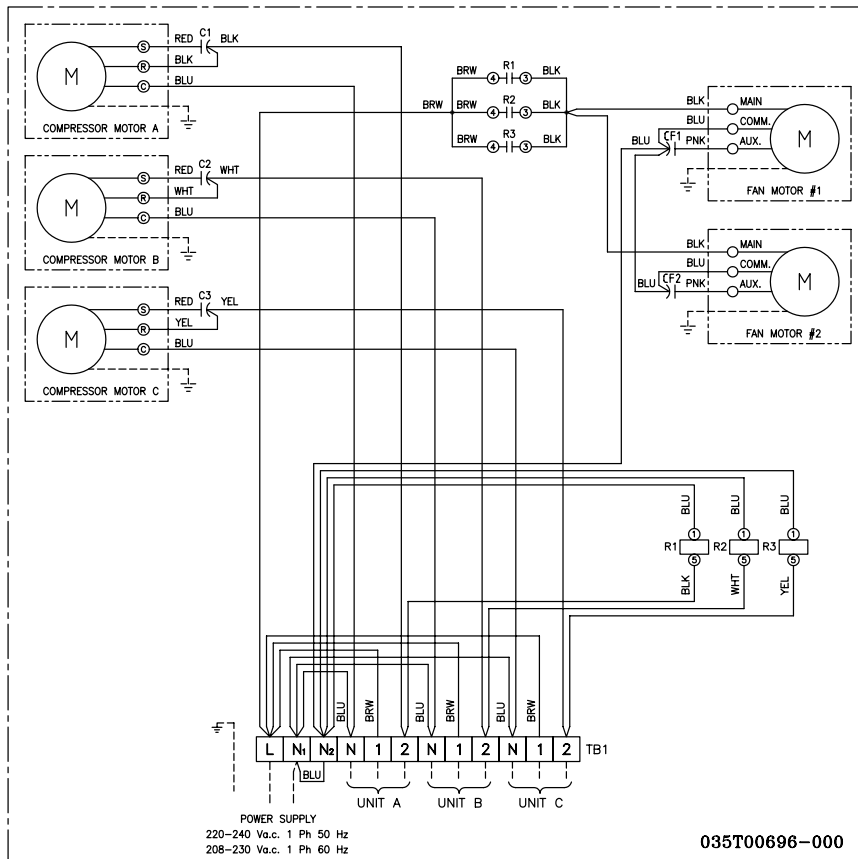 RED C1 BLK
S
BLK
R
BLU
C
M
COMPRESSOR MOTOR A
RED C2 WHT
S
WHT
R
BLU
C
M
COMPRESSOR MOTOR B
RED C3 YEL
S
YEL
R
BLU
C
M
COMPRESSOR MOTOR C
BRW R1 BLK
4 3
BRW
BRW R2 BLK
4 3
BRW R3 BLK
4 3
BLK MAIN
BLU COMM.
BLU CF1 PNK AUX.
M
FAN MOTOR #1
BLK MAIN
BLU COMM.
BLU CF2 PNK AUX.
M
FAN MOTOR #2
BLU BLU BLU
1 1 1
R1 R2 R3
5 5 5
BLK WHT YEL
BLU BRW BLU BRW BLU BRW
L N1 N2 N 1 2 N 1 2 N 1 2 TB1
BLU
UNIT A UNIT B UNIT C
POWER SUPPLY
220-240 Va.c. 1 Ph 50 Hz
208-230 Va.c. 1 Ph 60 Hz
035T00696-000